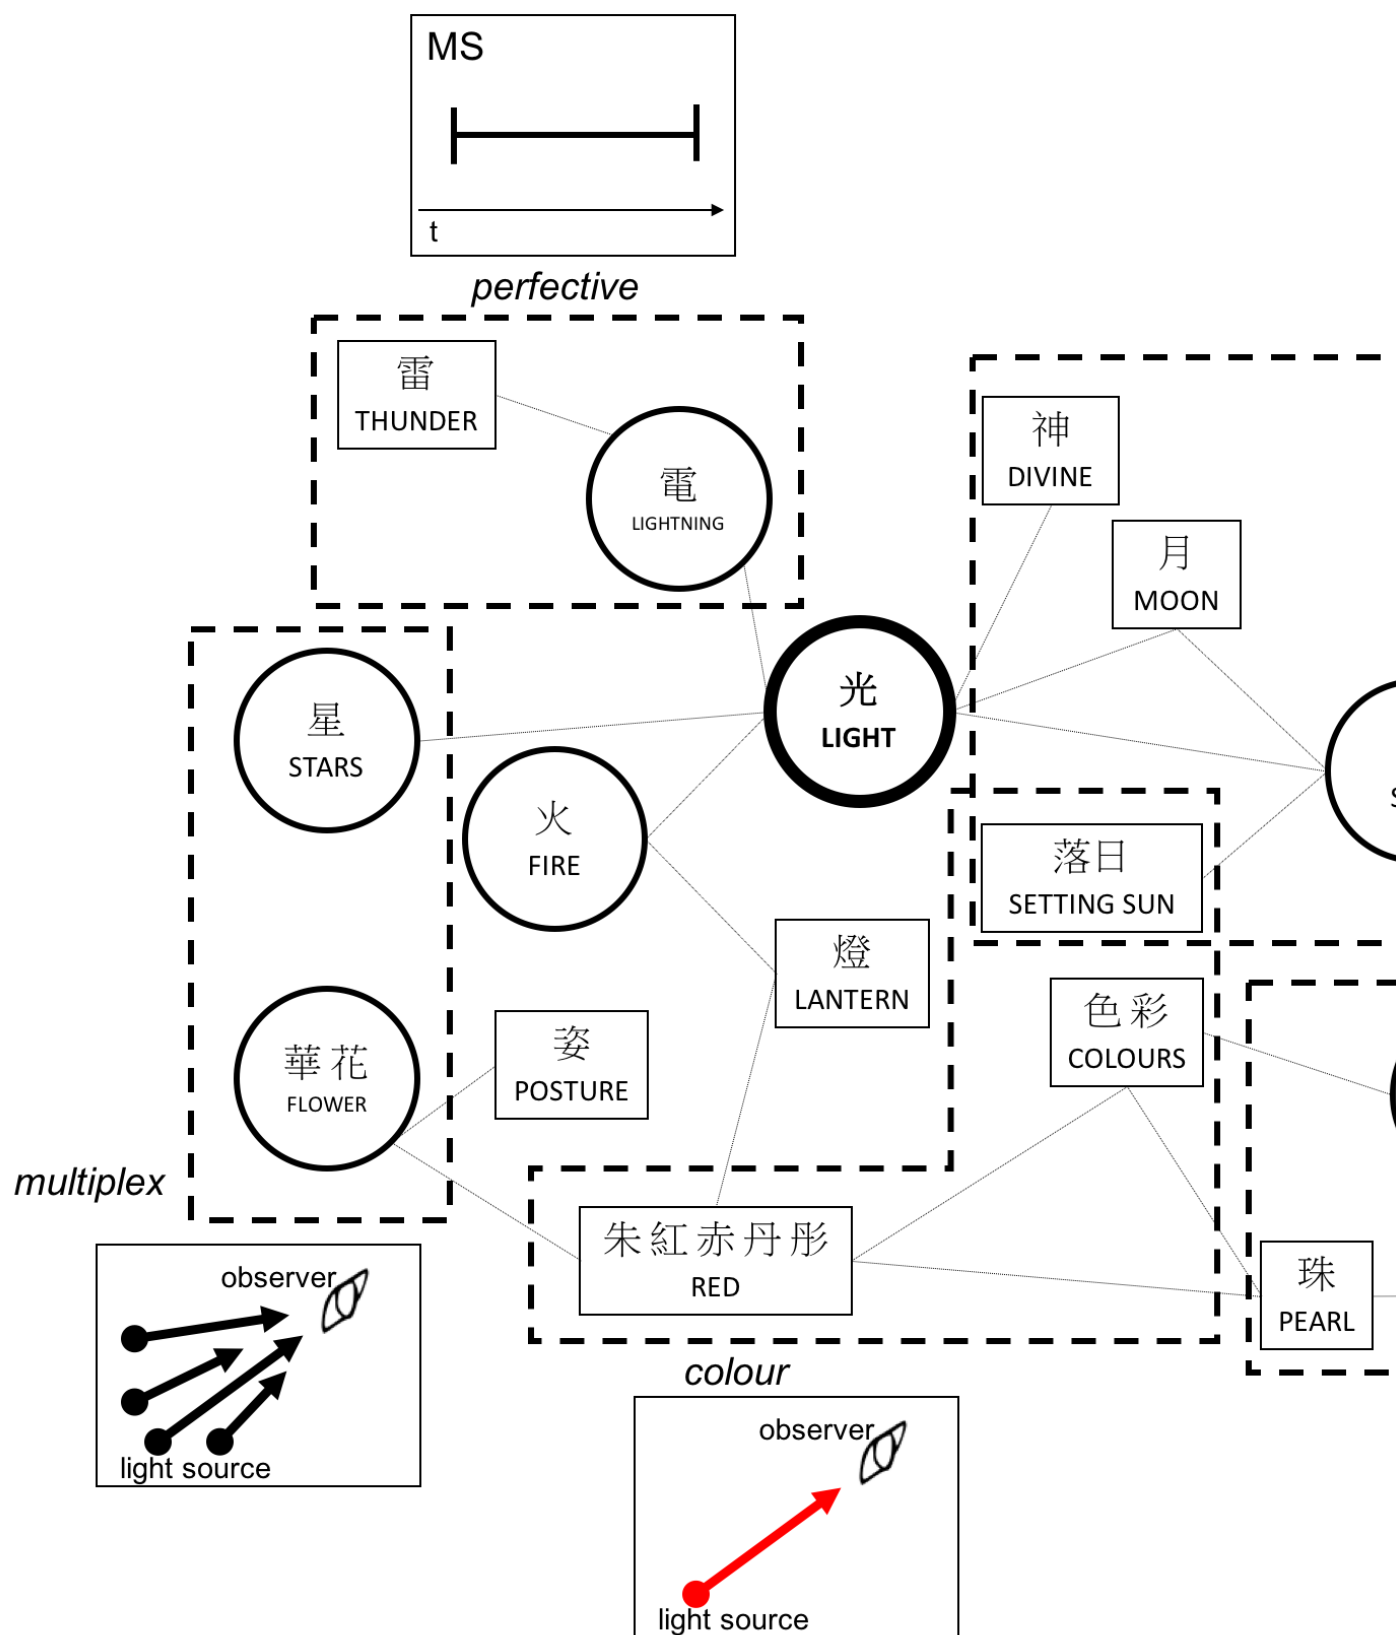 MS
t
perfective
雷
THUNDER
電
LIGHTNING
神
DIVINE
月
MOON
星
STARS
光
LIGHT
火
FIRE
落日
SETTING SUN
燈
LANTERN
色彩
COLOURS
華花
FLOWER
姿
POSTURE
multiplex
朱紅赤丹彤
RED
珠
PEARL
observer
light source
colour
observer
light source